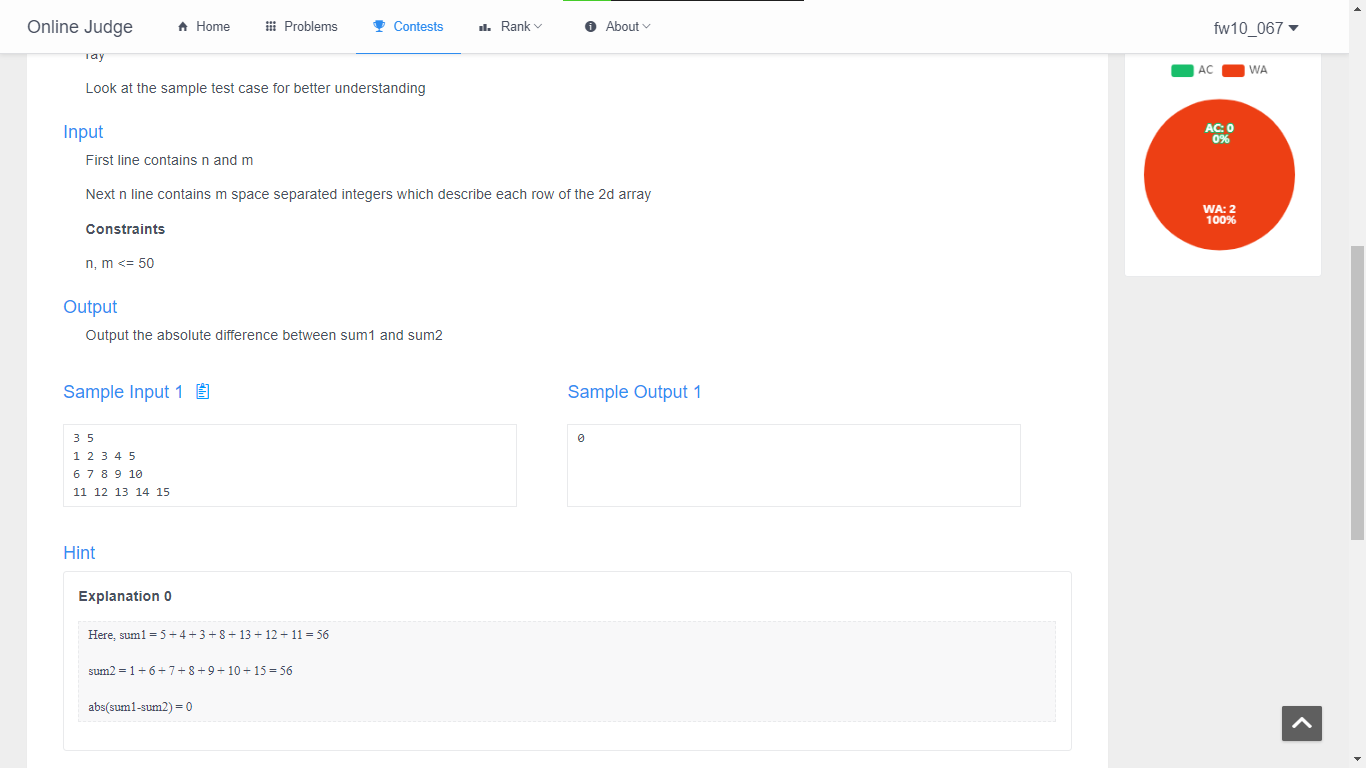 Online Judge
Home
Problems
Contests
Rank
About
fw10_067
ray
Look at the sample test case for better understanding
Input
First line contains n and m
Next n line contains m space separated integers which describe each row of the 2d array
Constraints
n, m <= 50
Output
Output the absolute difference between sum1 and sum2
Sample Input 1
3 5
1 2 3 4 5
6 7 8 9 10
11 12 13 14 15
Sample Output 1
0
Hint
Explanation 0
Here, sum1 = 5 + 4 + 3 + 8 + 13 + 12 + 11 = 56
sum2 = 1 + 6 + 7 + 8 + 9 + 10 + 15 = 56
abs(sum1-sum2) = 0
AC
WA
AC: 0
0%
WA: 2
100%